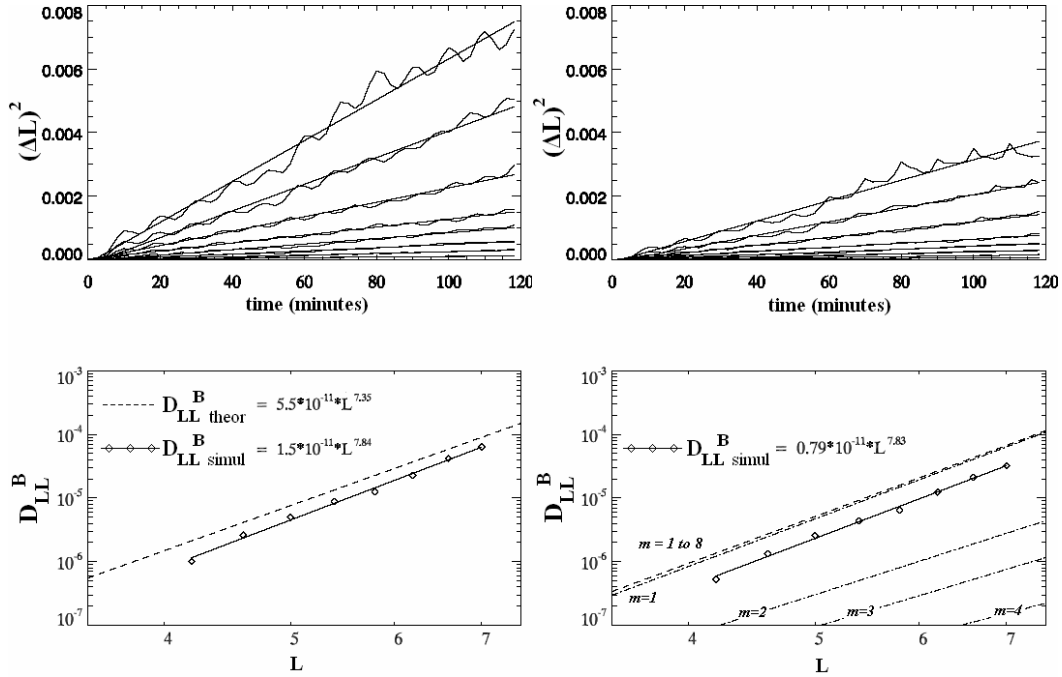 0.008
0.006
0.004
0.002
0.000
(ΔL)²
0 20 40 60 80 100 120
time (minutes)
0.008
0.006
0.004
0.002
0.000
(ΔL)²
0 20 40 60 80 100 120
time (minutes)
10⁻³
10⁻⁴
10⁻⁵
10⁻⁶
10⁻⁷
D_LL^B
D_LL^B theor = 5.5*10⁻¹¹*L^7.35
D_LL^B simul = 1.5*10⁻¹¹*L^7.84
4 5 6 7
L
10⁻³
10⁻⁴
10⁻⁵
10⁻⁶
10⁻⁷
D_LL^B
D_LL^B simul = 0.79*10⁻¹¹*L^7.83
m = 1 to 8
m=1
m=2
m=3
m=4
4 5 6 7
L